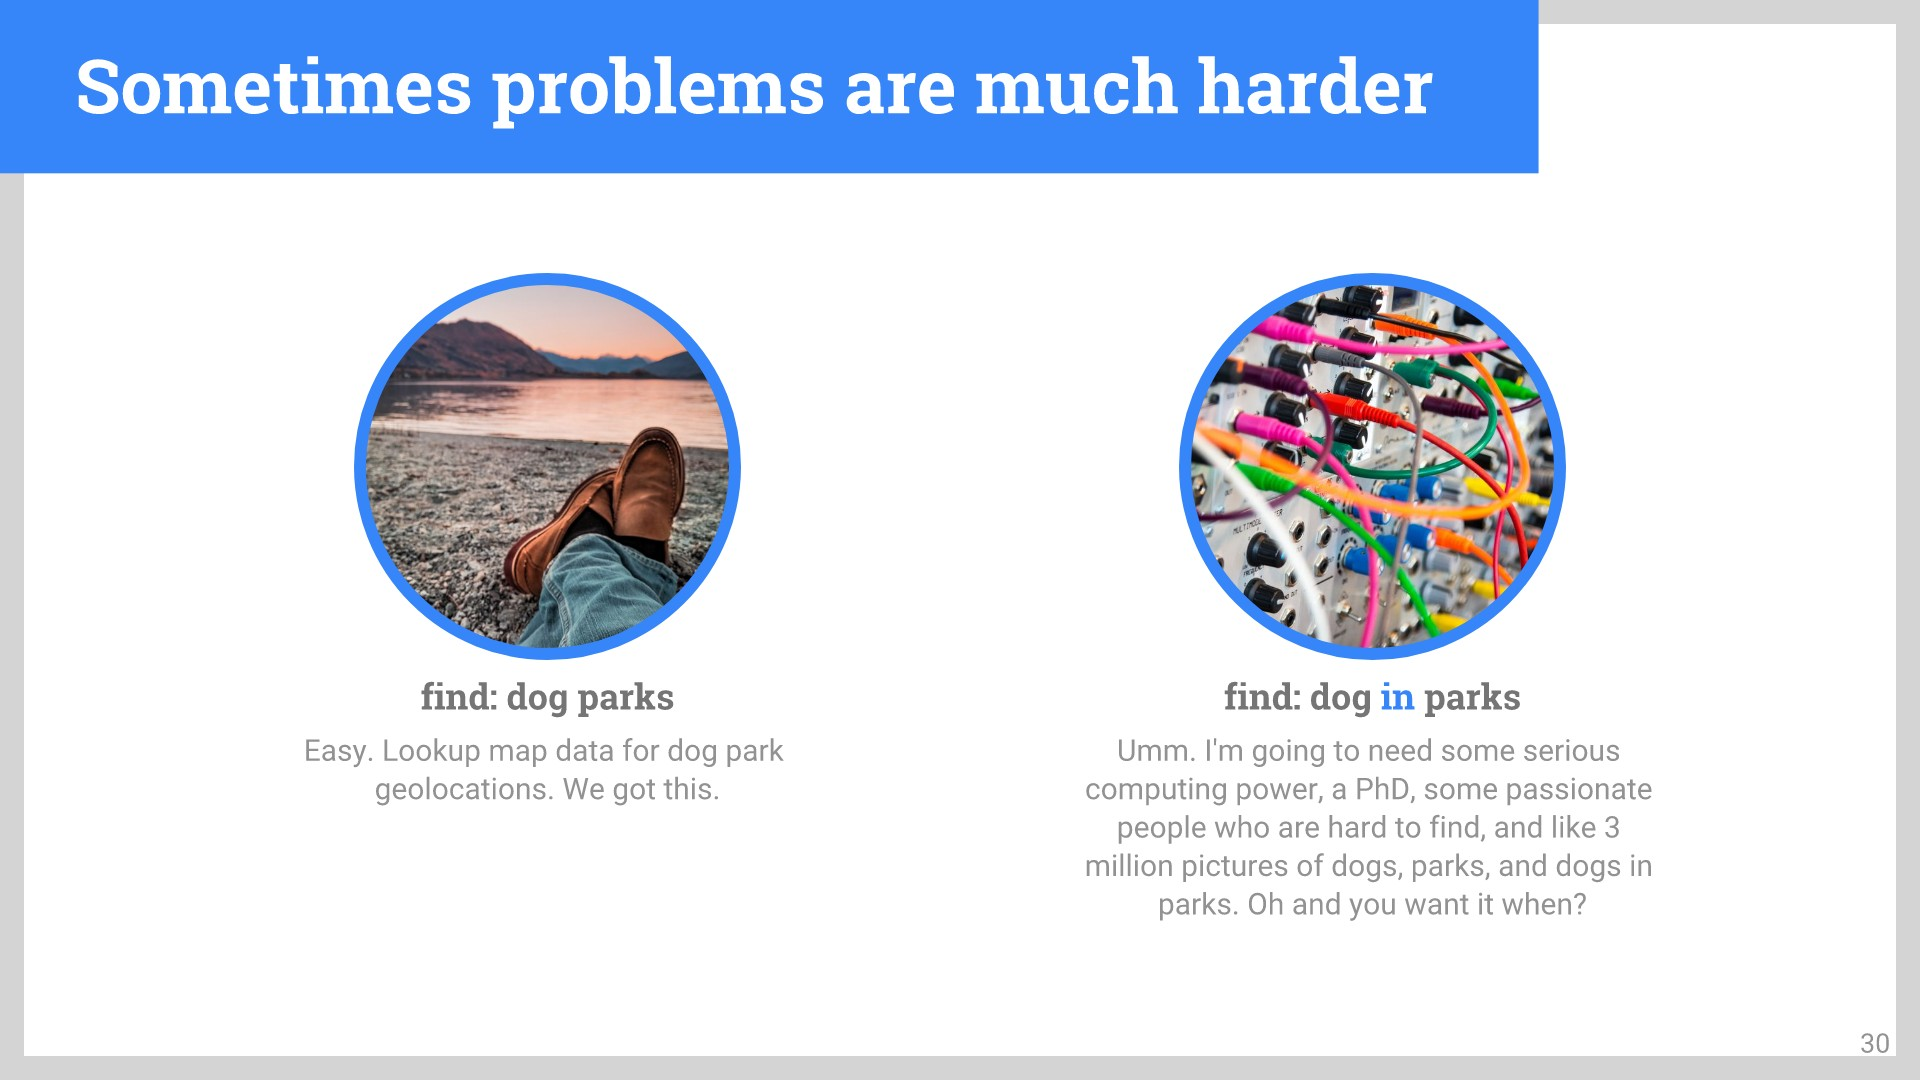 Sometimes problems are much harder
find: dog parks
Easy. Lookup map data for dog park
geolocations. We got this.
find: dog in parks
Umm. I'm going to need some serious
computing power, a PhD, some passionate
people who are hard to find, and like 3
million pictures of dogs, parks, and dogs in
parks. Oh and you want it when?
30